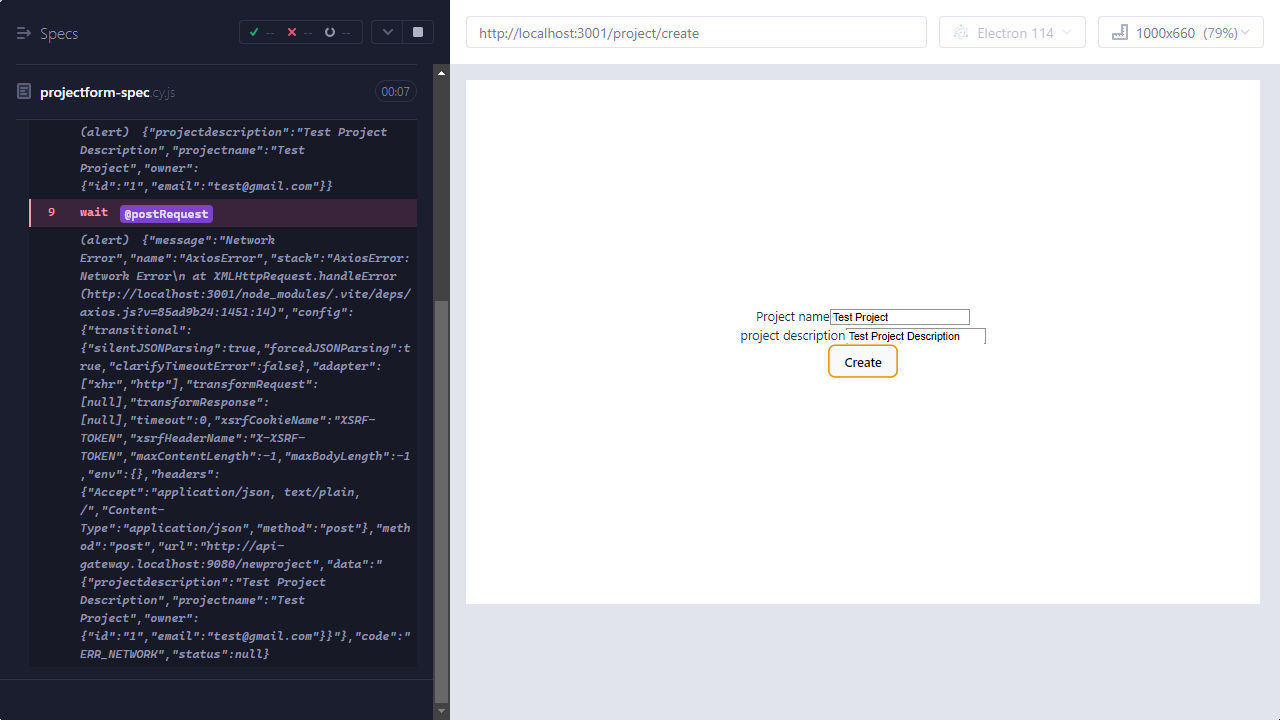 Specs
-- -- --
projectform-spec.cy.js 00:07
(alert) {"projectdescription":"Test Project
Description","projectname":"Test
Project","owner":
{"id":"1","email":"test@gmail.com"}}
9 wait @postRequest
(alert) {"message":"Network
Error","name":"AxiosError","stack":"AxiosError:
Network Error\n at XMLHttpRequest.handleError
(http://localhost:3001/node_modules/.vite/deps/
axios.js?v=85ad9b24:1451:14)","config":
{"transitional":
{"silentJSONParsing":true,"forcedJSONParsing":t
rue,"clarifyTimeoutError":false},"adapter":
["xhr","http"],"transformRequest":
[null],"transformResponse":
[null],"timeout":0,"xsrfCookieName":"XSRF-
TOKEN","xsrfHeaderName":"X-XSRF-
TOKEN","maxContentLength":-1,"maxBodyLength":-1
,"env":{},"headers":
{"Accept":"application/json, text/plain,
/","Content-
Type":"application/json","method":"post"},"meth
od":"post","url":"http://api-
gateway.localhost:9080/newproject","data":"
{"projectdescription":"Test Project
Description","projectname":"Test
Project","owner":
{"id":"1","email":"test@gmail.com"}}"},"code":"
ERR_NETWORK","status":null}
http://localhost:3001/project/create
Electron 114
1000x660 (79%)
Project name Test Project
project description Test Project Description
Create